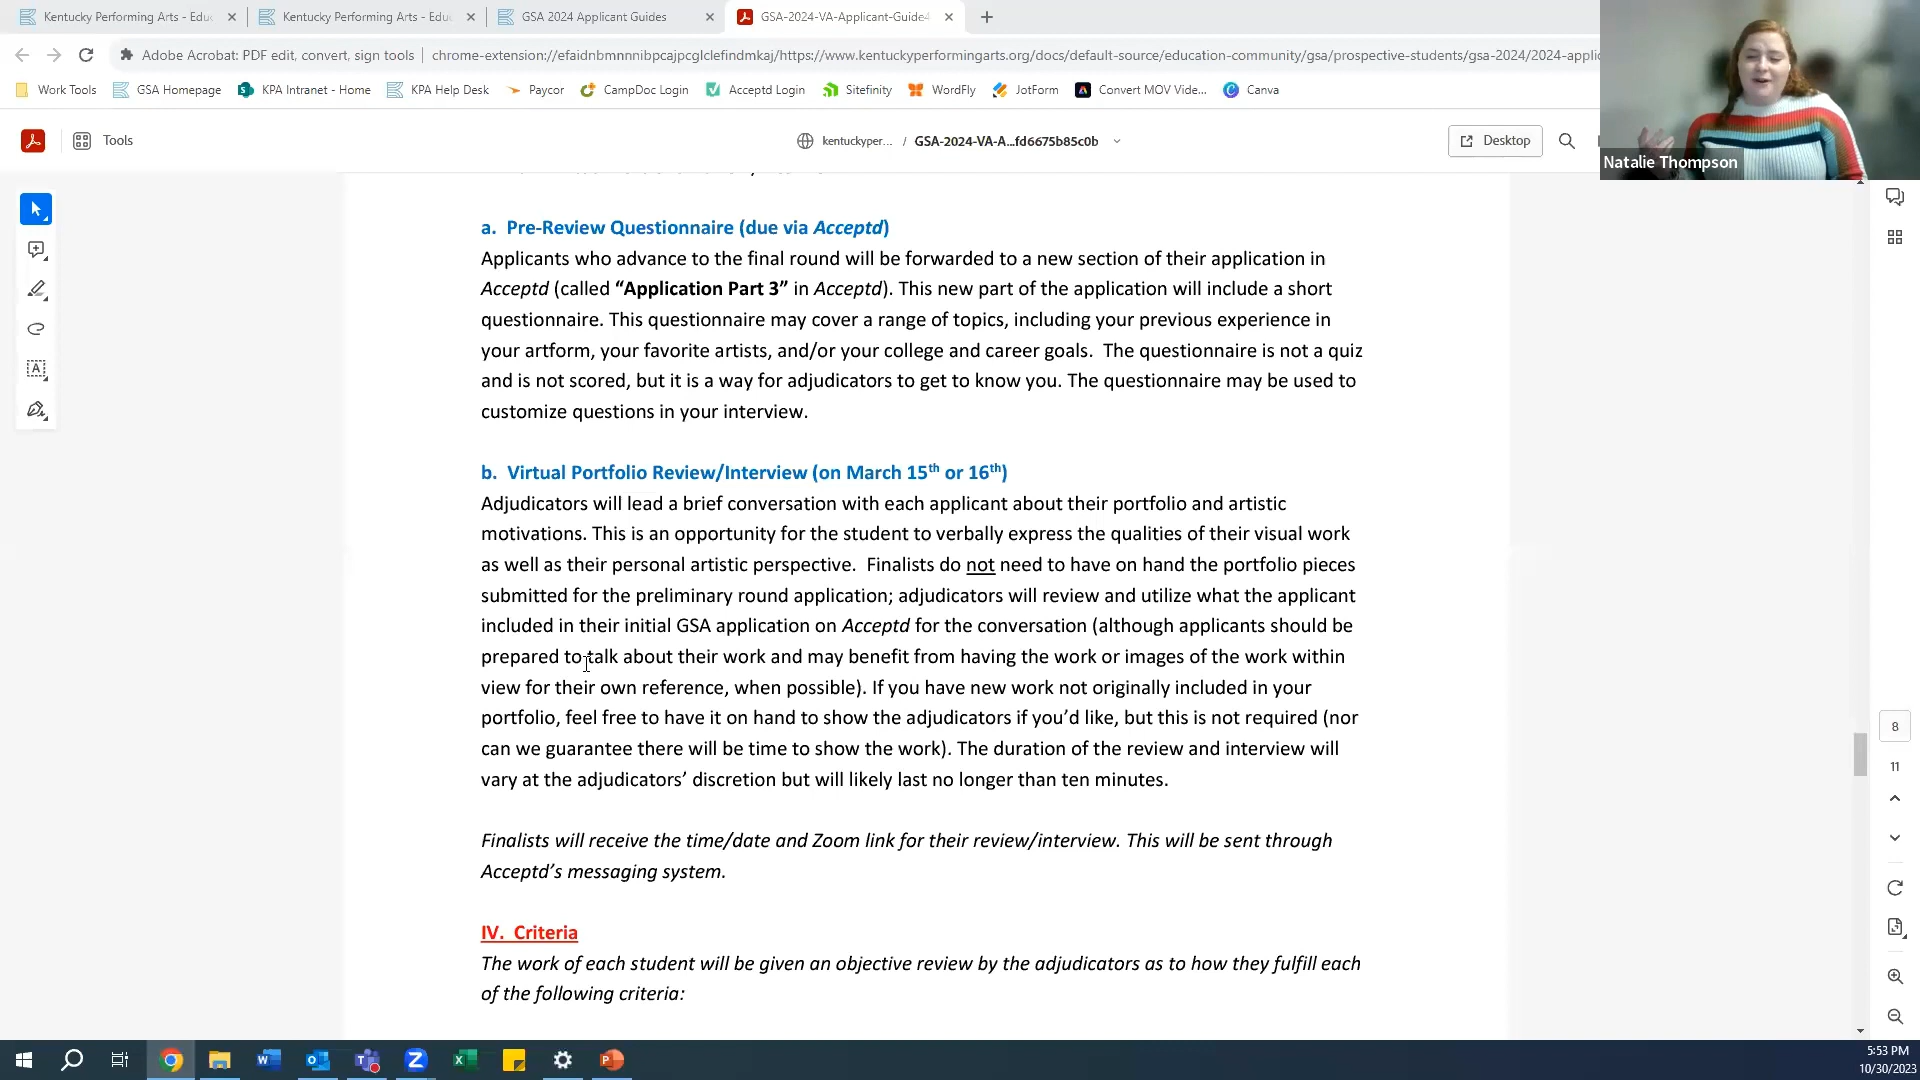 Kentucky Performing Arts - Educ
Kentucky Performing Arts - Educ
GSA 2024 Applicant Guides
GSA-2024-VA-Applicant-Guide4
Adobe Acrobat: PDF edit, convert, sign tools
chrome-extension://efaidnbmnnnibpcajpcglclefindmkaj/https://www.kentuckyperformingarts.org/docs/default-source/education-community/gsa/prospective-students/gsa-2024/2024-applic
Work Tools
GSA Homepage
KPA Intranet - Home
KPA Help Desk
Paycor
CampDoc Login
Acceptd Login
Sitefinity
WordFly
JotForm
Convert MOV Vide...
Canva
Tools
kentuckyper... / GSA-2024-VA-A...fd6675b85c0b
Desktop
Natalie Thompson
a. Pre-Review Questionnaire (due via Acceptd)
Applicants who advance to the final round will be forwarded to a new section of their application in
Acceptd (called “Application Part 3” in Acceptd). This new part of the application will include a short
questionnaire. This questionnaire may cover a range of topics, including your previous experience in
your artform, your favorite artists, and/or your college and career goals. The questionnaire is not a quiz
and is not scored, but it is a way for adjudicators to get to know you. The questionnaire may be used to
customize questions in your interview.
b. Virtual Portfolio Review/Interview (on March 15th or 16th)
Adjudicators will lead a brief conversation with each applicant about their portfolio and artistic
motivations. This is an opportunity for the student to verbally express the qualities of their visual work
as well as their personal artistic perspective. Finalists do not need to have on hand the portfolio pieces
submitted for the preliminary round application; adjudicators will review and utilize what the applicant
included in their initial GSA application on Acceptd for the conversation (although applicants should be
prepared to talk about their work and may benefit from having the work or images of the work within
view for their own reference, when possible). If you have new work not originally included in your
portfolio, feel free to have it on hand to show the adjudicators if you’d like, but this is not required (nor
can we guarantee there will be time to show the work). The duration of the review and interview will
vary at the adjudicators’ discretion but will likely last no longer than ten minutes.
Finalists will receive the time/date and Zoom link for their review/interview. This will be sent through
Acceptd’s messaging system.
IV. Criteria
The work of each student will be given an objective review by the adjudicators as to how they fulfill each
of the following criteria:
8
11
5:53 PM
10/30/2023